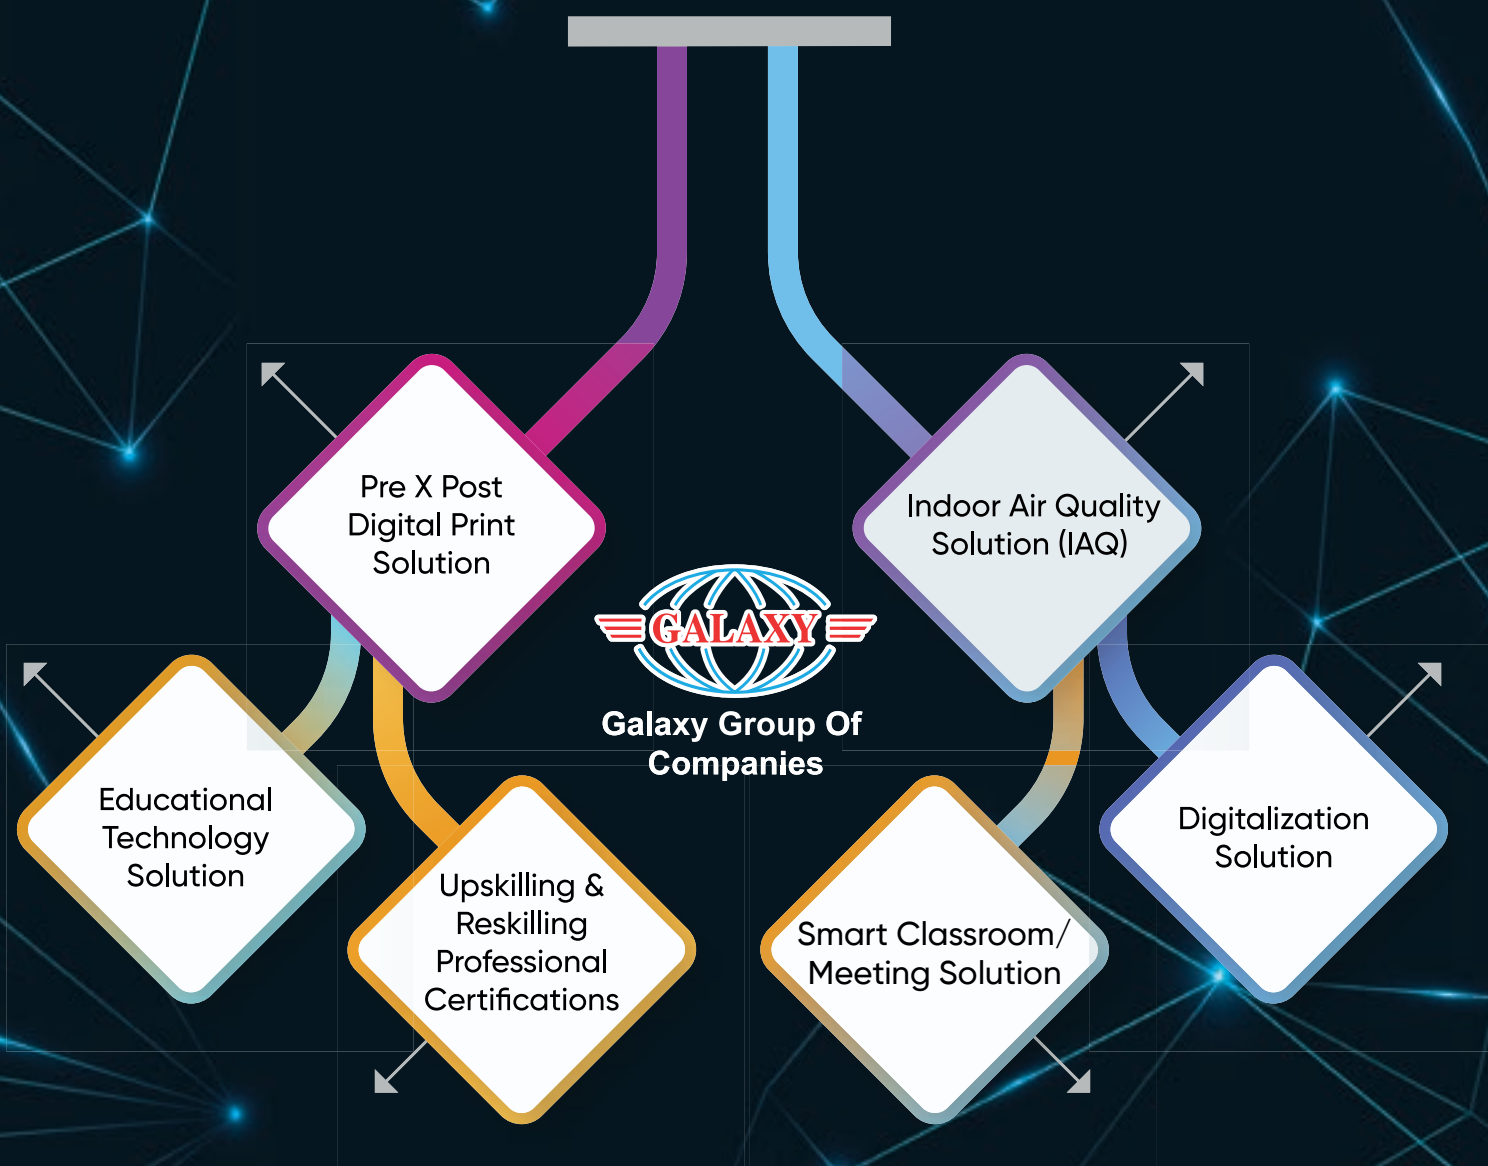 Pre X Post
Digital Print
Solution
Indoor Air Quality
Solution (IAQ)
GALAXY
Galaxy Group Of
Companies
Educational
Technology
Solution
Upskilling &
Reskilling
Professional
Certifications
Smart Classroom/
Meeting Solution
Digitalization
Solution